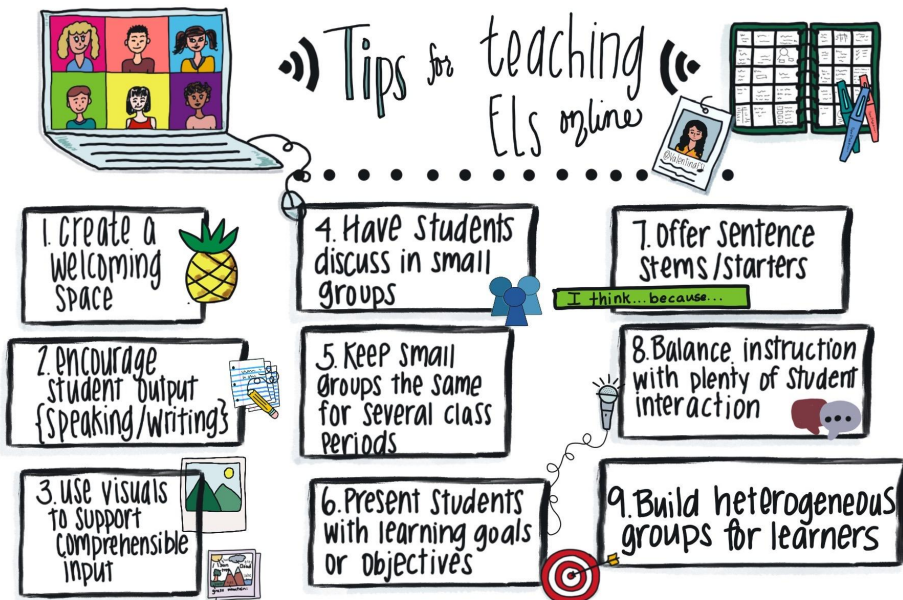 Tips for teaching
ELs online
@ValentinaESL
1. Create a
welcoming
space
2. encourage
student output
{speaking/writing}
3. use visuals
to support
comprehensible
input
4. Have students
discuss in small
groups
5. Keep small
groups the same
for several class
periods
6. Present students
with learning goals
or objectives
7. Offer sentence
stems/starters
I think...because...
8. Balance instruction
with plenty of student
interaction
9. Build heterogeneous
groups for learners